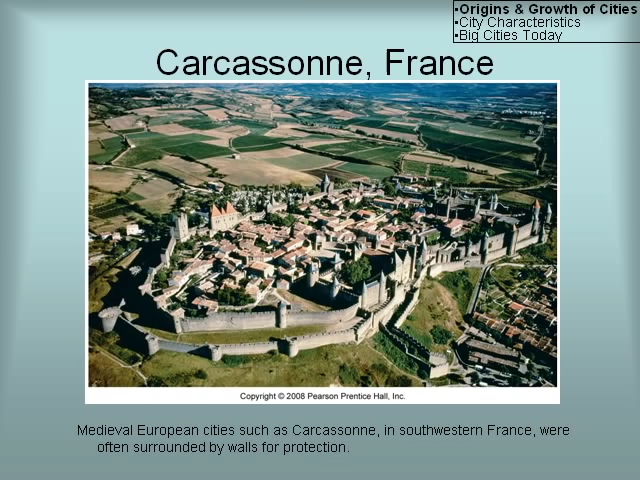 •Origins & Growth of Cities
•City Characteristics
•Big Cities Today
Carcassonne, France
Copyright © 2008 Pearson Prentice Hall, Inc.
Medieval European cities such as Carcassonne, in southwestern France, were
often surrounded by walls for protection.